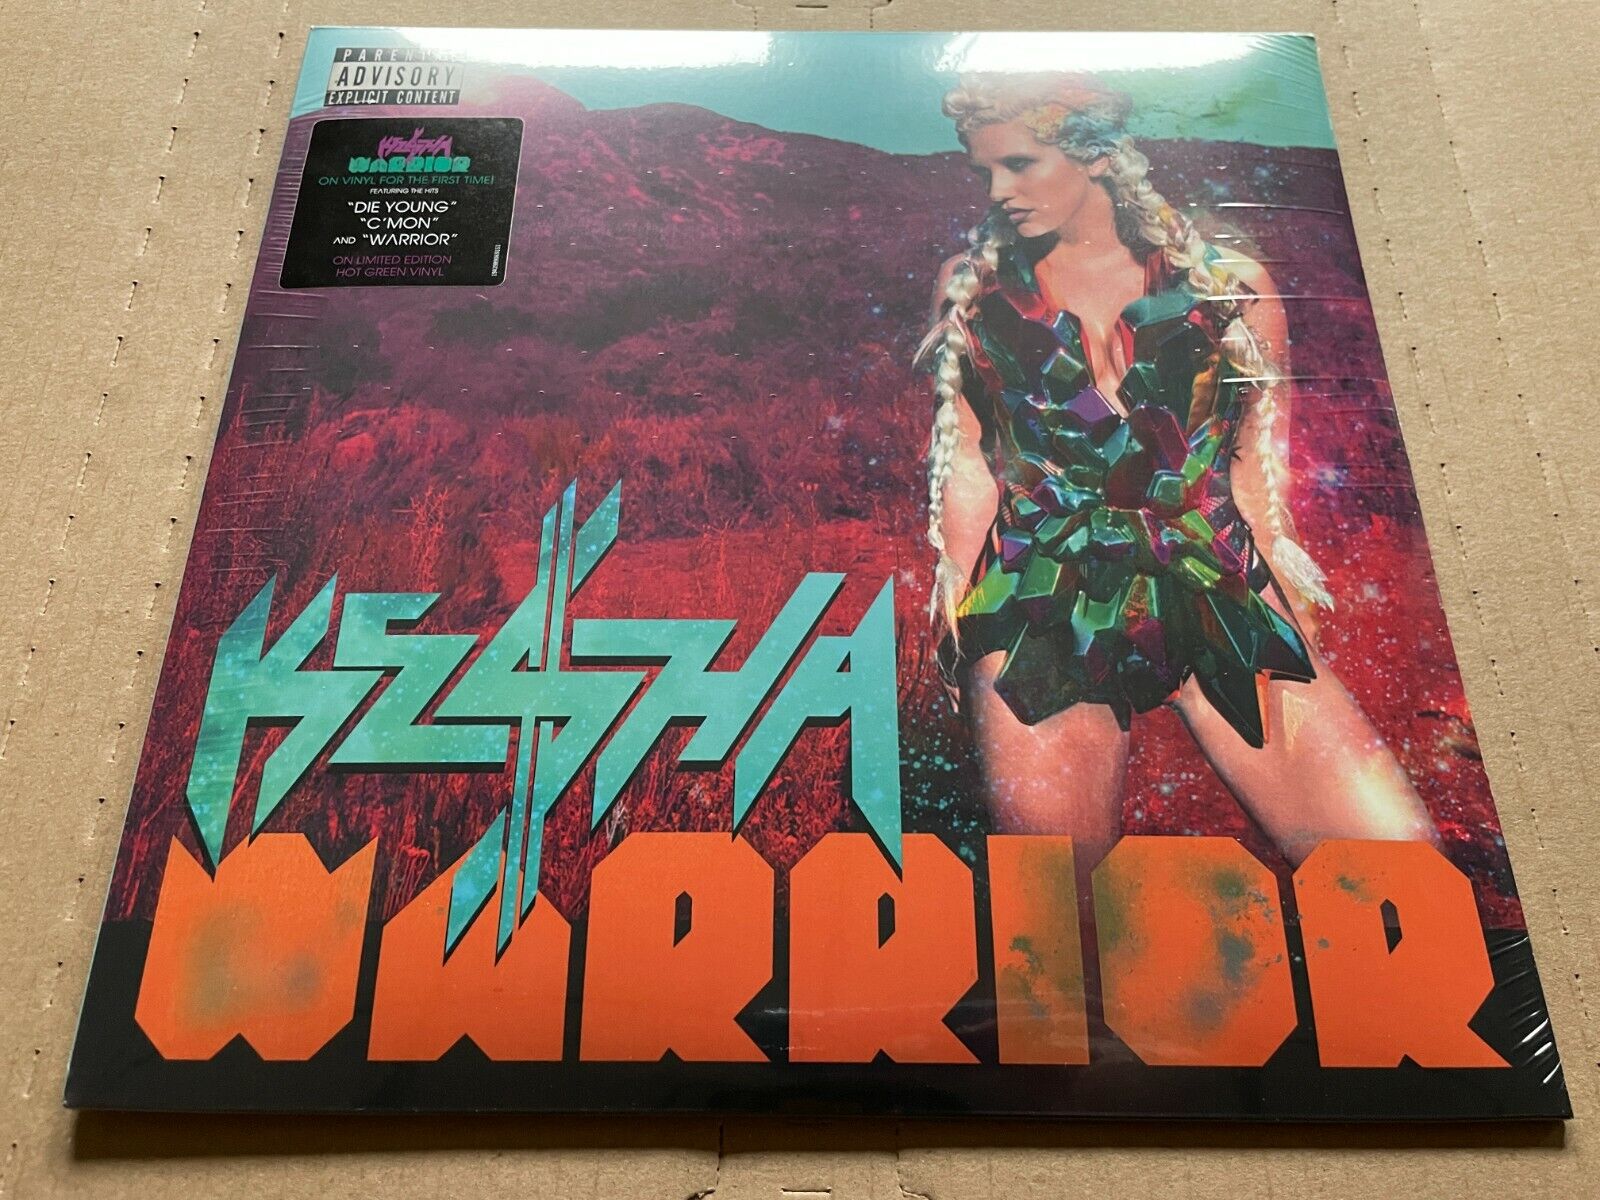 PARENTAL
ADVISORY
EXPLICIT CONTENT
KE$HA
WARRIOR
ON VINYL FOR THE FIRST TIME!
FEATURING THE HITS
"DIE YOUNG"
"C'MON"
AND "WARRIOR"
ON LIMITED EDITION
HOT GREEN VINYL
KE$HA
WARRIOR